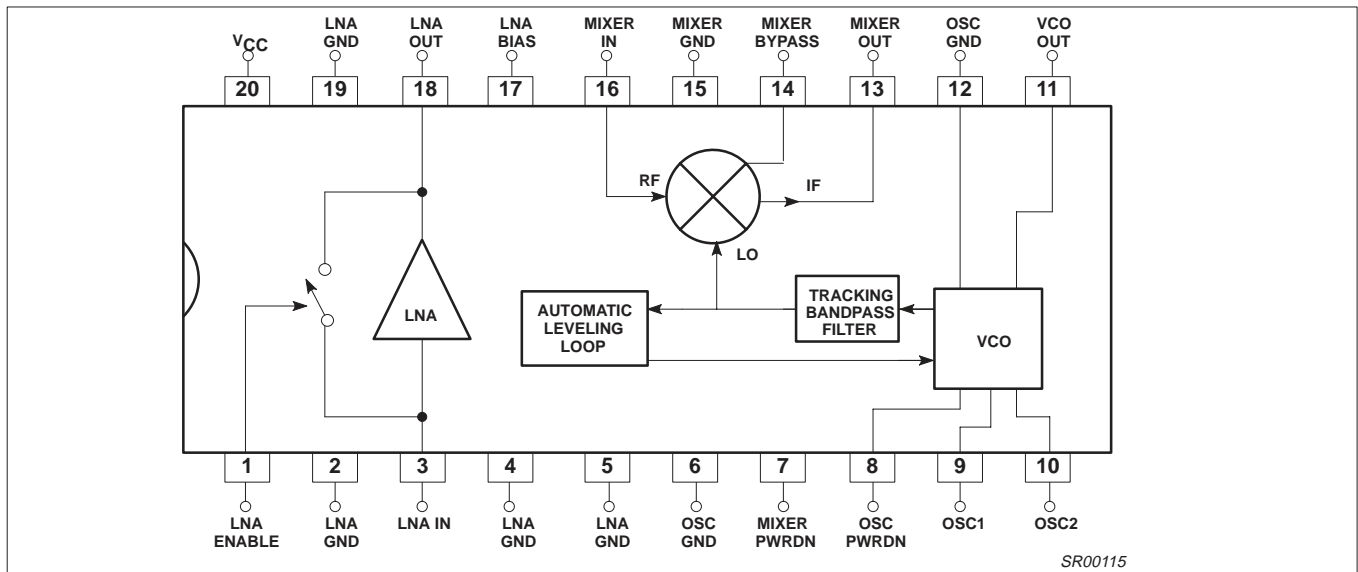 VCC
LNA
GND
LNA
OUT
LNA
BIAS
MIXER
IN
MIXER
GND
MIXER
BYPASS
MIXER
OUT
OSC
GND
VCO
OUT
20
19
18
17
16
15
14
13
12
11
RF
IF
LO
LNA
AUTOMATIC
LEVELING
LOOP
TRACKING
BANDPASS
FILTER
VCO
1
2
3
4
5
6
7
8
9
10
LNA
ENABLE
LNA
GND
LNA IN
LNA
GND
LNA
GND
OSC
GND
MIXER
PWRDN
OSC
PWRDN
OSC1
OSC2
SR00115